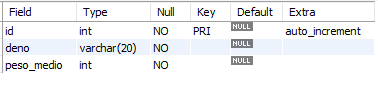 Field Type Null Key Default Extra
id int NO PRI NULL auto_increment
deno varchar(20) NO NULL
peso_medio int NO NULL